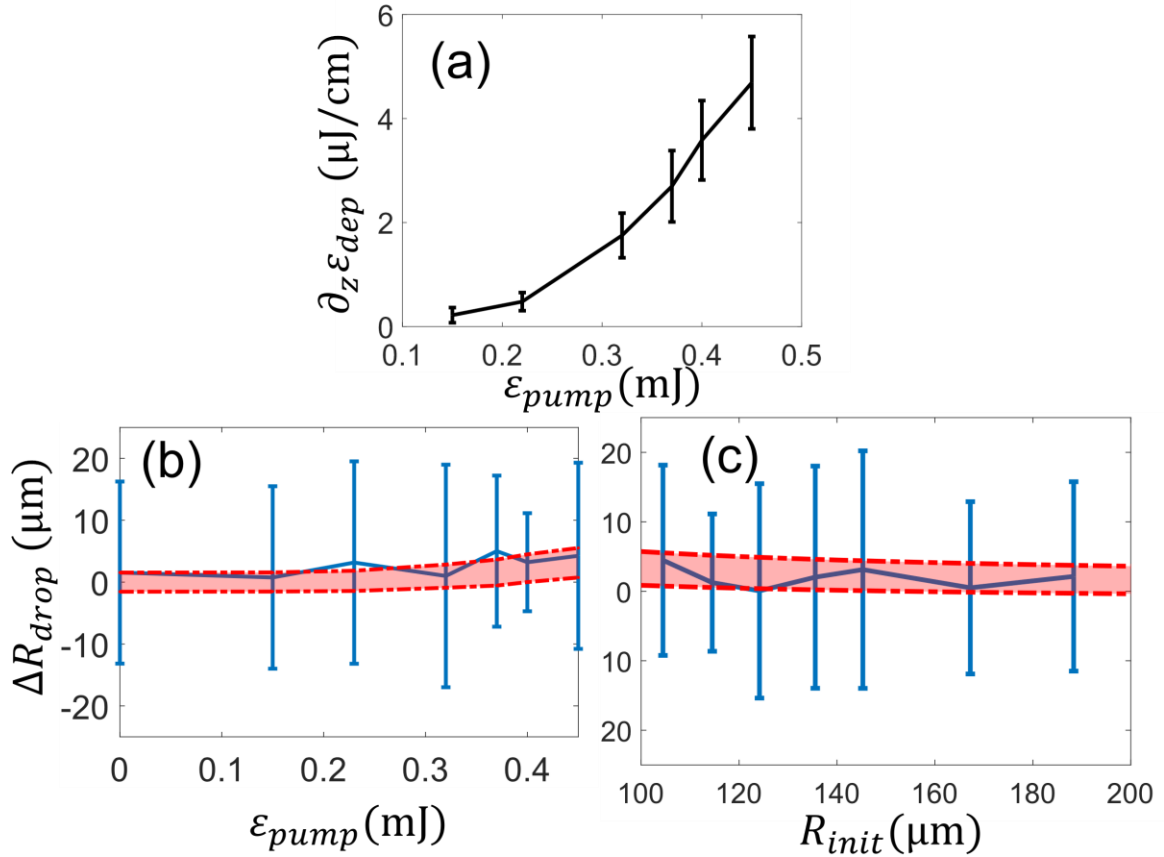 (a)
∂zεdep (μJ/cm)
6
4
2
0
0.1 0.2 0.3 0.4 0.5
εpump(mJ)
(b)
ΔRdrop (μm)
20
10
0
-10
-20
0 0.1 0.2 0.3 0.4
εpump(mJ)
(c)
20
10
0
10
20
100 120 140 160 180 200
Rinit(μm)